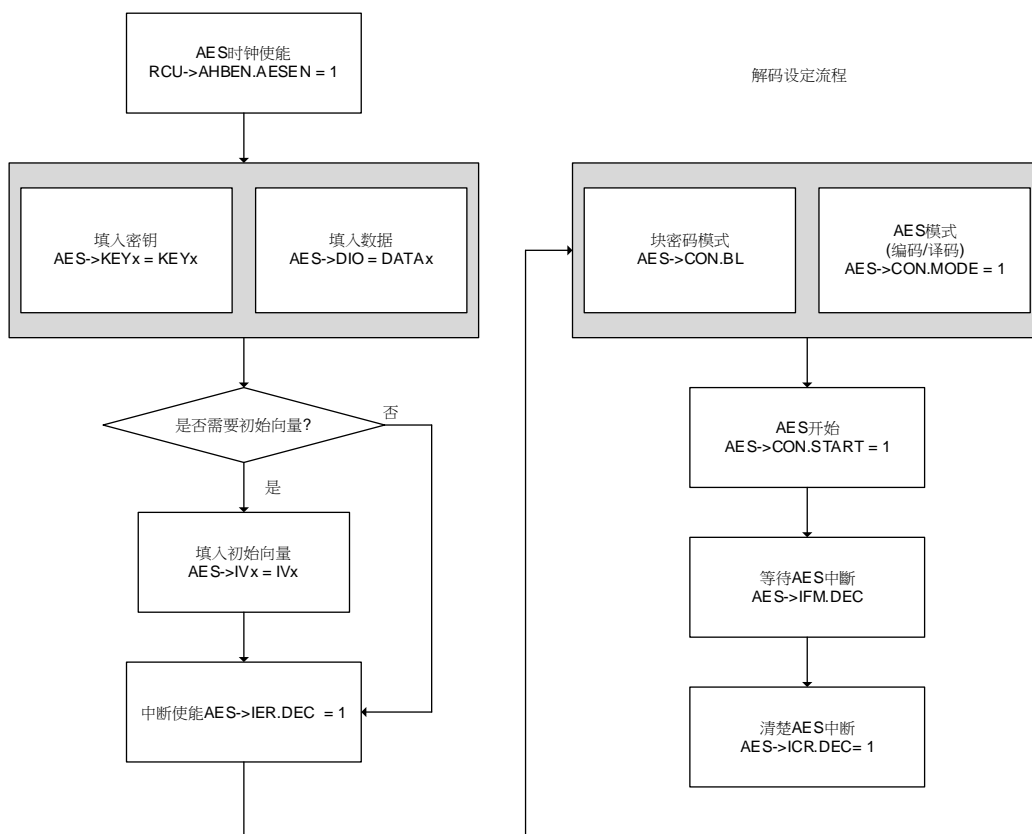 AES时钟使能
RCU->AHBEN.AESEN = 1
填入密钥
AES->KEYx = KEYx
填入数据
AES->DIO = DATAx
是否需要初始向量?
否
是
填入初始向量
AES->IVx = IVx
中断使能AES->IER.DEC = 1
解码设定流程
块密码模式
AES->CON.BL
AES模式
(编码/译码)
AES->CON.MODE = 1
AES开始
AES->CON.START = 1
等待AES中斷
AES->IFM.DEC
清楚AES中断
AES->ICR.DEC= 1